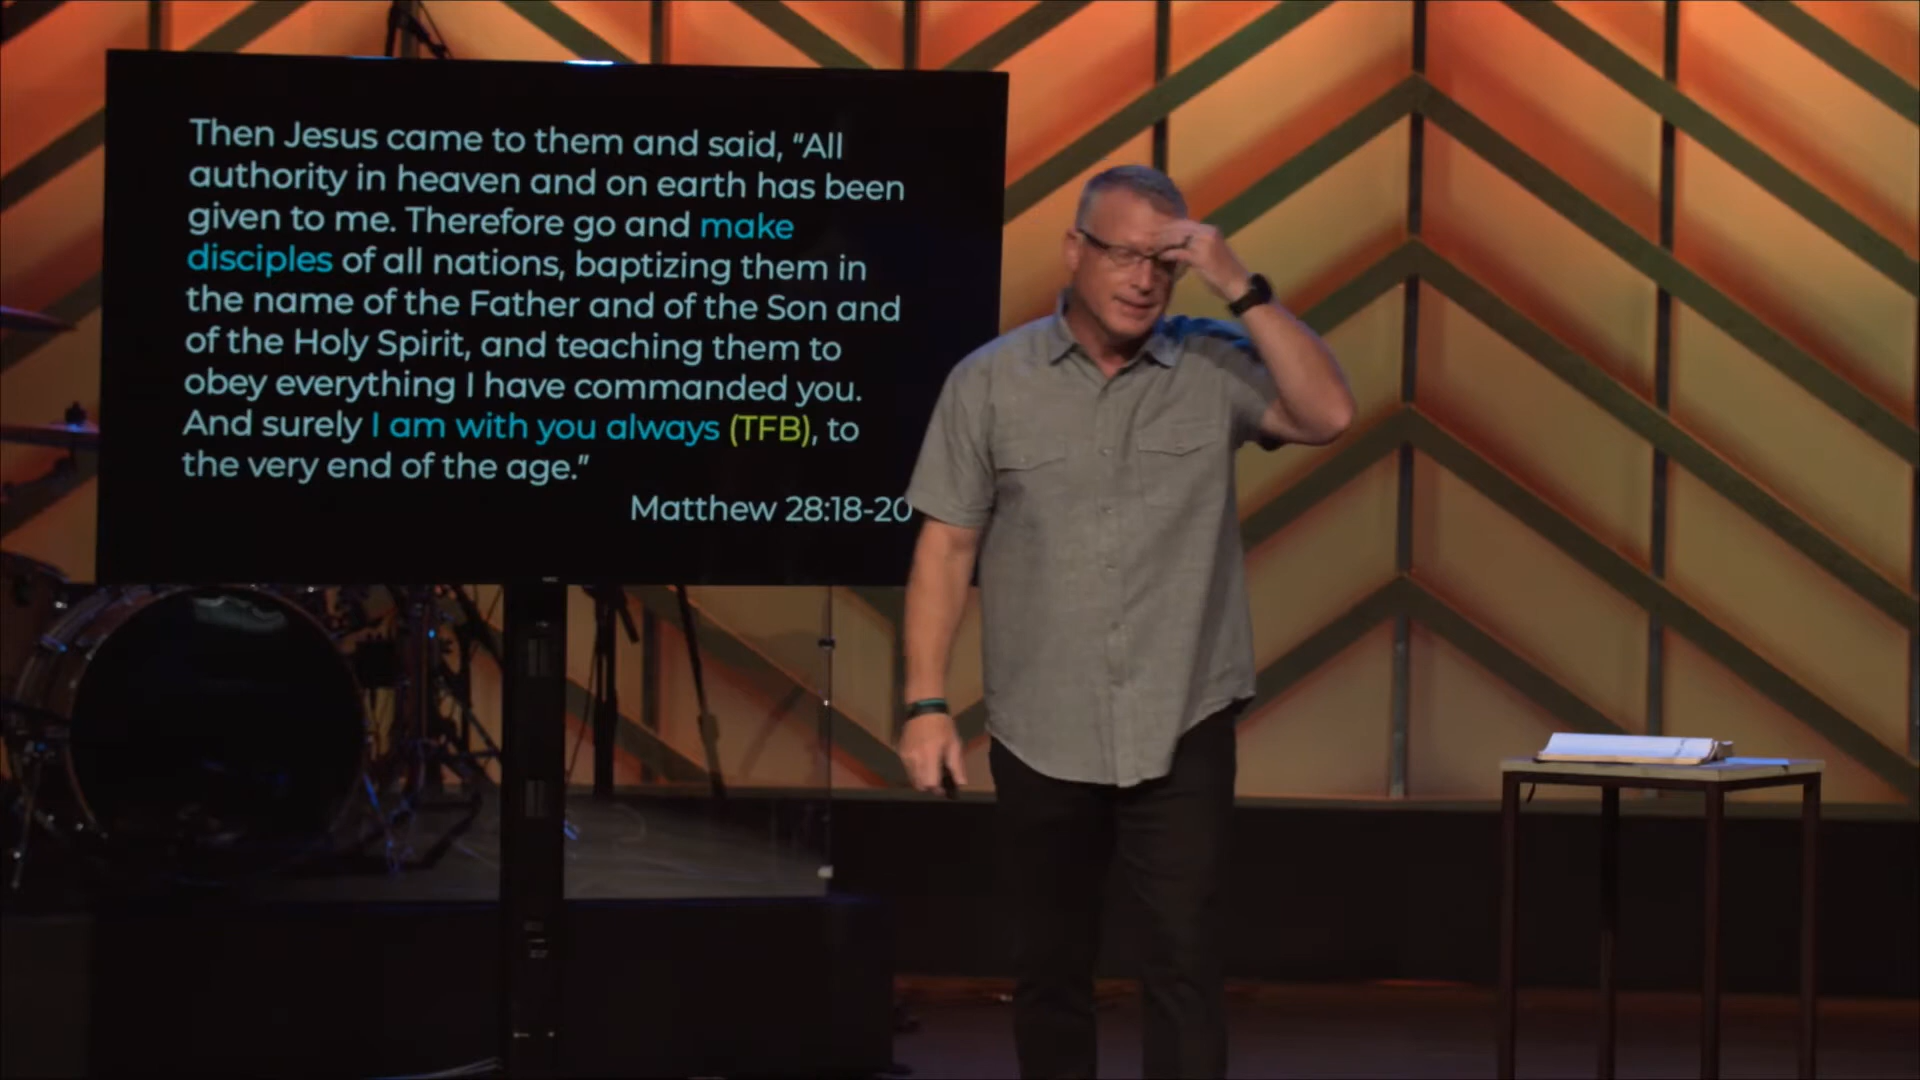 Then Jesus came to them and said, “All
authority in heaven and on earth has been
given to me. Therefore go and make
disciples of all nations, baptizing them in
the name of the Father and of the Son and
of the Holy Spirit, and teaching them to
obey everything I have commanded you.
And surely I am with you always (TFB), to
the very end of the age.”
Matthew 28:18-20